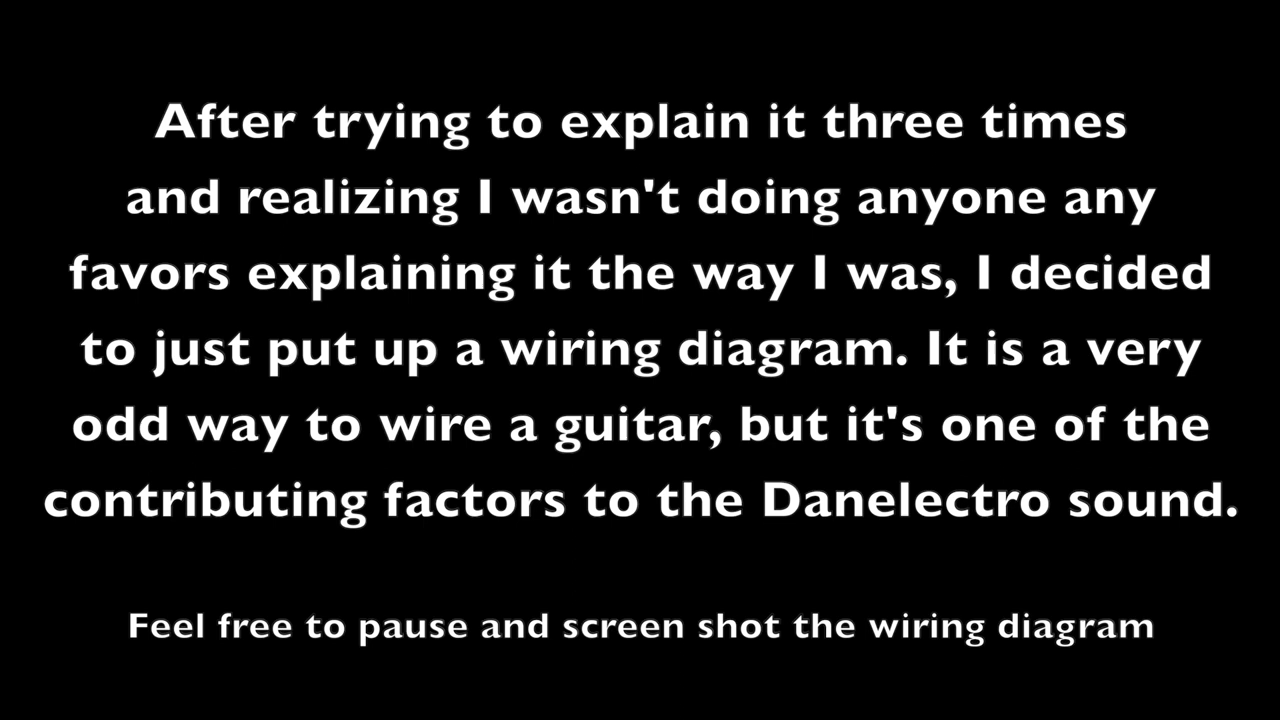 After trying to explain it three times
and realizing I wasn't doing anyone any
favors explaining it the way I was, I decided
to just put up a wiring diagram. It is a very
odd way to wire a guitar, but it's one of the
contributing factors to the Danelectro sound.
Feel free to pause and screen shot the wiring diagram